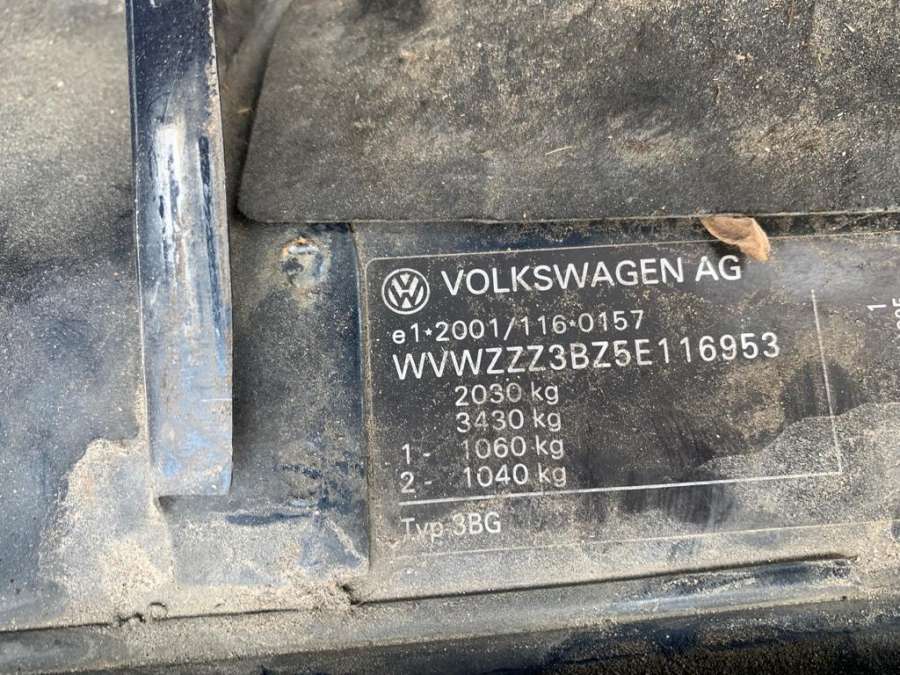 VOLKSWAGEN AG
e1*2001/116*0157
WVWZZZ3BZ5E116953
2030 kg
3430 kg
1 - 1060 kg
2 - 1040 kg
Typ 3BG
1